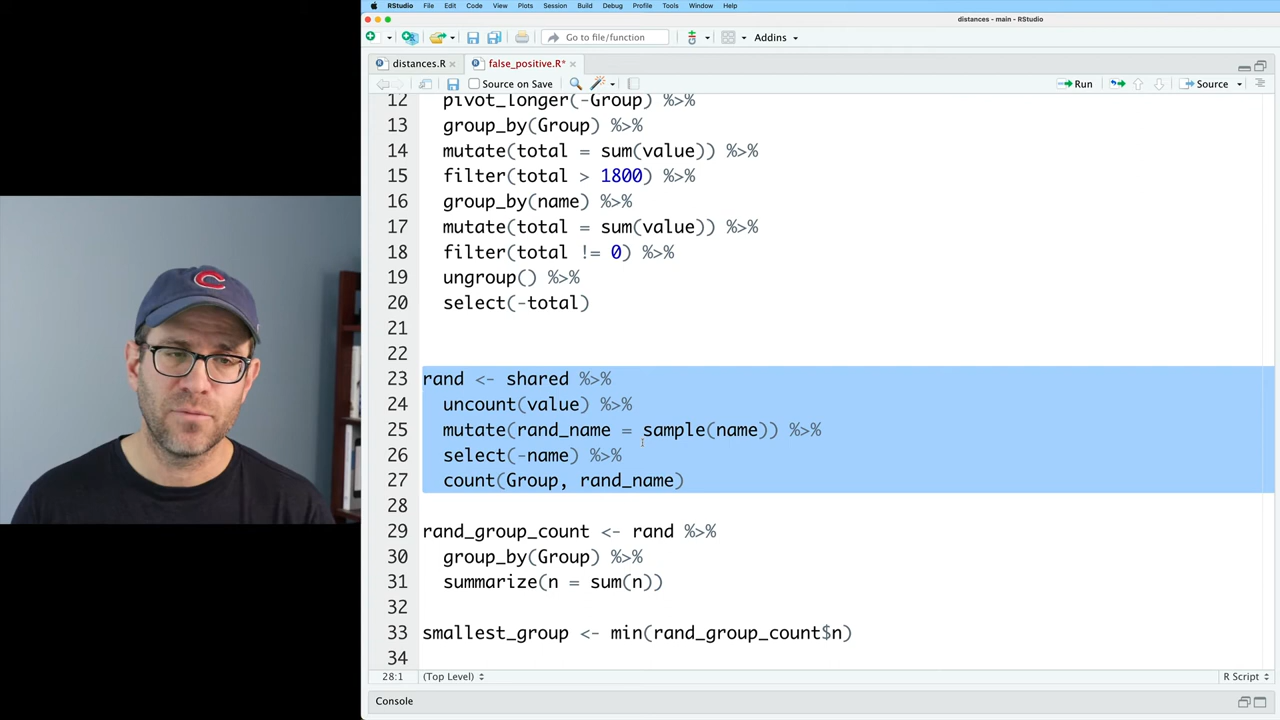 RStudio File Edit Code View Plots Session Build Debug Profile Tools Window Help
distances - main - RStudio
Go to file/function Addins
distances.R false_positive.R*
Source on Save Run Source
12 pivot_longer(-Group) %>%
13 group_by(Group) %>%
14 mutate(total = sum(value)) %>%
15 filter(total > 1800) %>%
16 group_by(name) %>%
17 mutate(total = sum(value)) %>%
18 filter(total != 0) %>%
19 ungroup() %>%
20 select(-total)
21
22
23 rand <- shared %>%
24 uncount(value) %>%
25 mutate(rand_name = sample(name)) %>%
26 select(-name) %>%
27 count(Group, rand_name)
28
29 rand_group_count <- rand %>%
30 group_by(Group) %>%
31 summarize(n = sum(n))
32
33 smallest_group <- min(rand_group_count$n)
34
28:1 (Top Level) R Script
Console
C